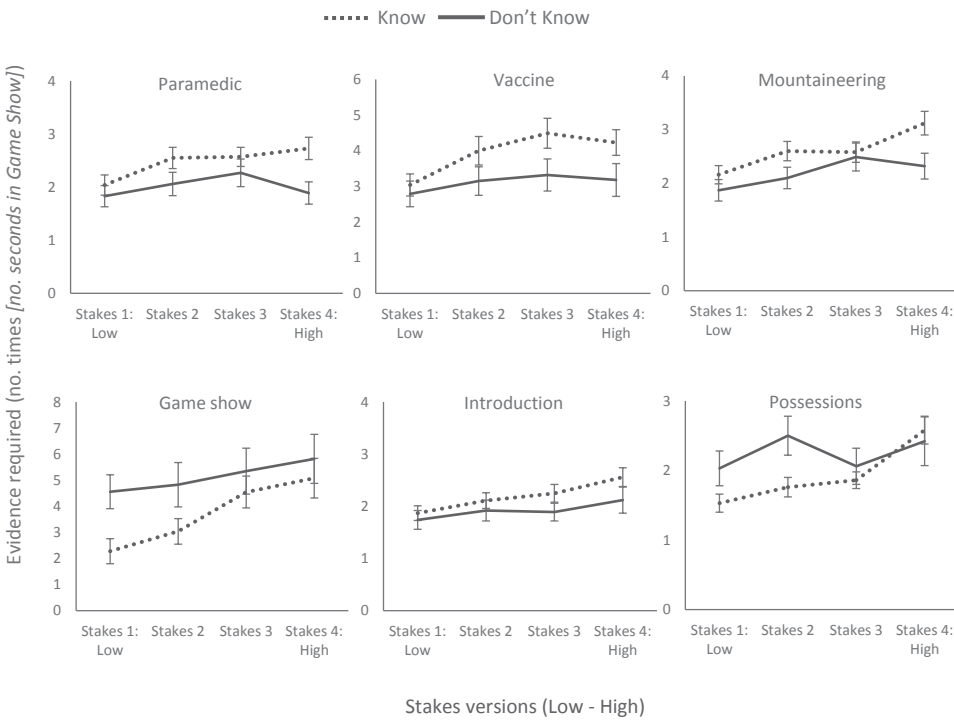 Know Don't Know
Evidence required (no. times [no. seconds in Game Show])
Paramedic
4
3
2
1
0
Stakes 1: Stakes 2 Stakes 3 Stakes 4:
Low High
Vaccine
6
5
4
3
2
1
0
Stakes 1: Stakes 2 Stakes 3 Stakes 4:
Low High
Mountaineering
4
3
2
1
0
Stakes 1: Stakes 2 Stakes 3 Stakes 4:
Low High
Game show
8
7
6
5
4
3
2
1
0
Stakes 1: Stakes 2 Stakes 3 Stakes 4:
Low High
Introduction
4
3
2
1
0
Stakes 1: Stakes 2 Stakes 3 Stakes 4:
Low High
Possessions
3
2
1
0
Stakes 1: Stakes 2 Stakes 3 Stakes 4:
Low High
Stakes versions (Low - High)